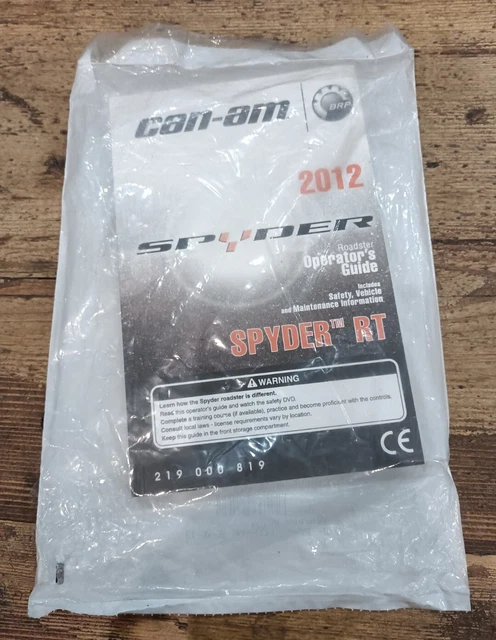 can-am
BRP
2012
SPYDER
Roadster
Operator's
Guide
Includes
Safety, Vehicle
and Maintenance Information
SPYDER™ RT
WARNING
Learn how the Spyder roadster is different.
Read this operator's guide and watch the safety DVD.
Complete a training course (if available), practice and become proficient with the controls.
Consult local laws - license requirements vary by location.
Keep this guide in the front storage compartment.
CE
219 000 819